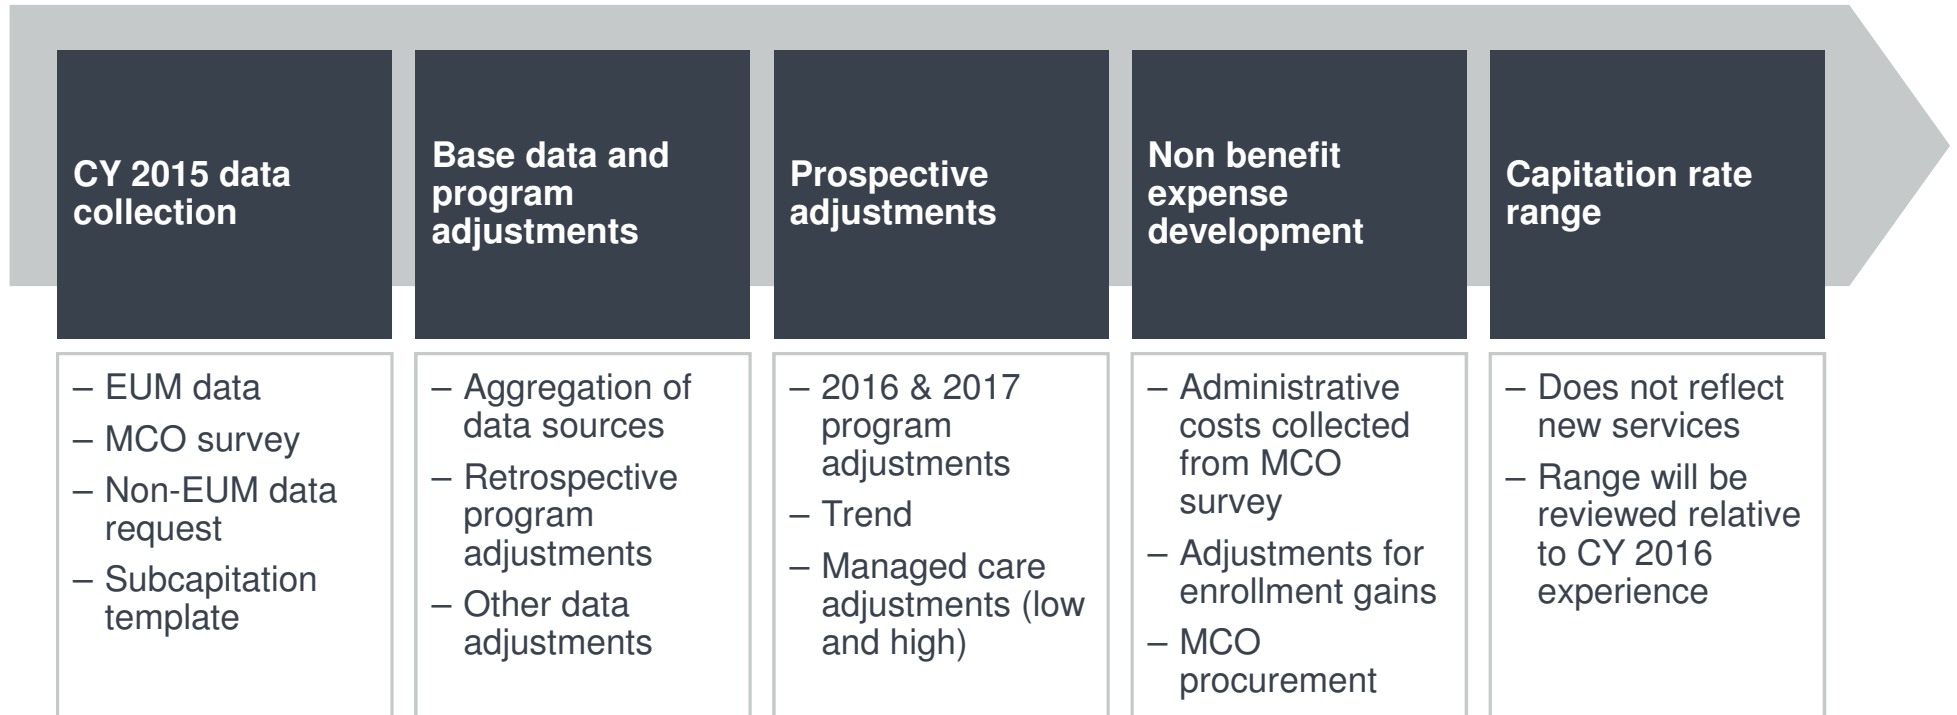 CY 2015 data
collection
Base data and
program
adjustments
Prospective
adjustments
Non benefit
expense
development
Capitation rate
range
– EUM data
– MCO survey
– Non-EUM data
request
– Subcapitation
template
– Aggregation of
data sources
– Retrospective
program
adjustments
– Other data
adjustments
– 2016 & 2017
program
adjustments
– Trend
– Managed care
adjustments (low
and high)
– Administrative
costs collected
from MCO
survey
– Adjustments for
enrollment gains
– MCO
procurement
– Does not reflect
new services
– Range will be
reviewed relative
to CY 2016
experience